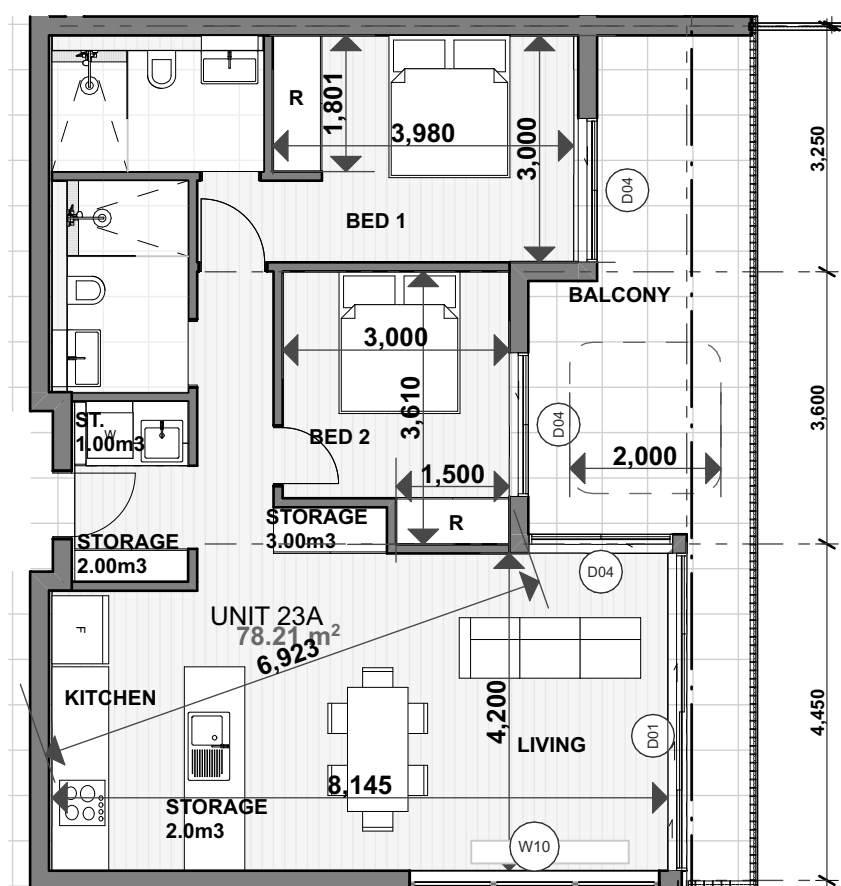 R
1,801
3,980
3,000
3,250
D04
BED 1
BALCONY
3,000
3,610
3,600
ST.
1.00m3
W
BED 2
D04
2,000
1,500
STORAGE
3.00m3
R
STORAGE
2.00m3
D04
UNIT 23A
78.21 m²
6,923
F
KITCHEN
4,200
4,450
LIVING
D01
8,145
STORAGE
2.0m3
W10